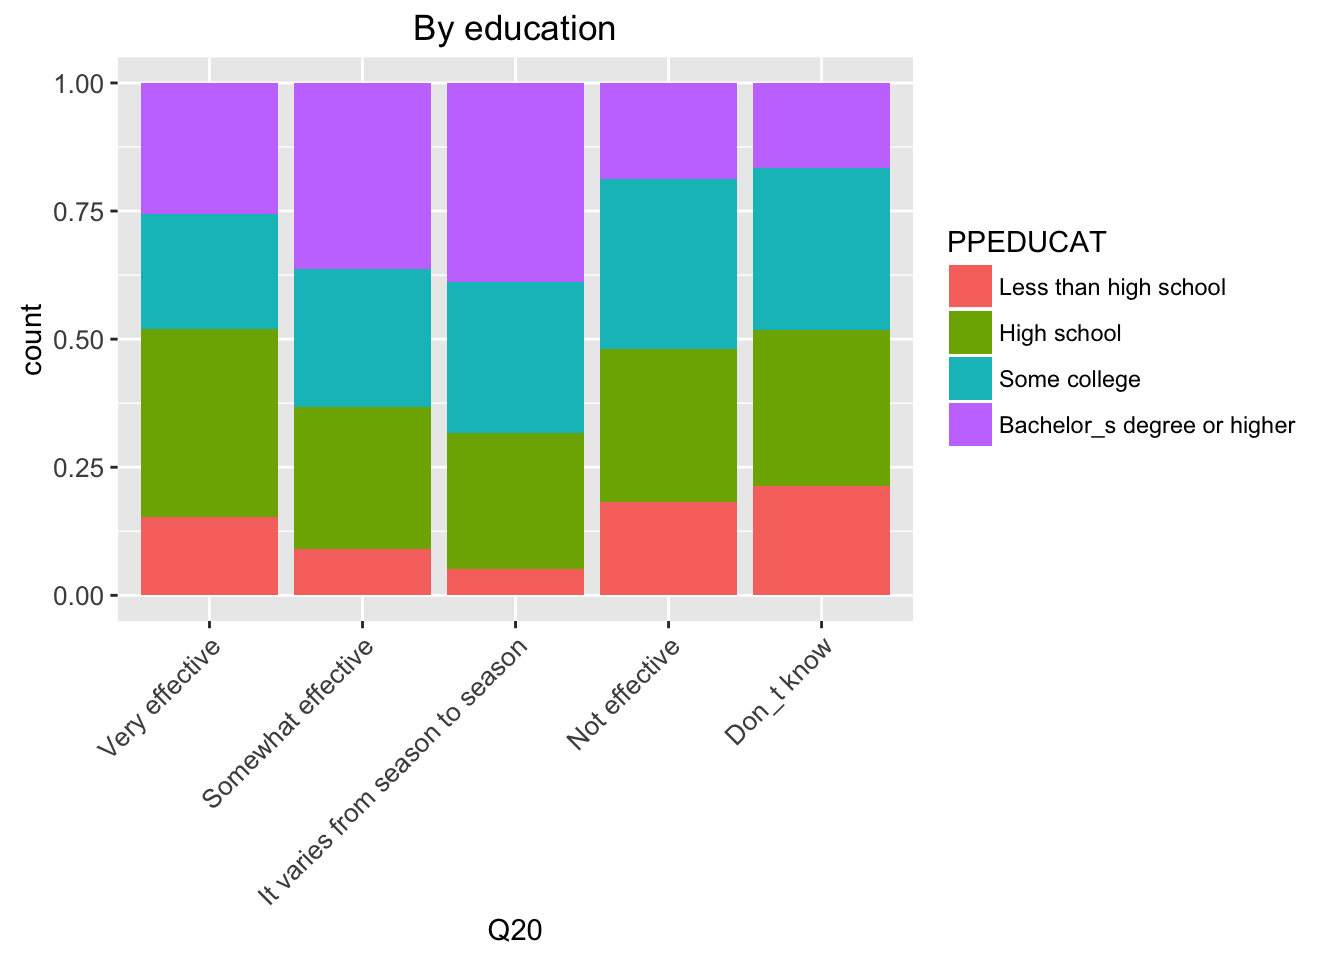 By education
1.00
0.75
0.50
0.25
0.00
count
Very effective
Somewhat effective
It varies from season to season
Not effective
Don_t know
Q20
PPEDUCAT
Less than high school
High school
Some college
Bachelor_s degree or higher